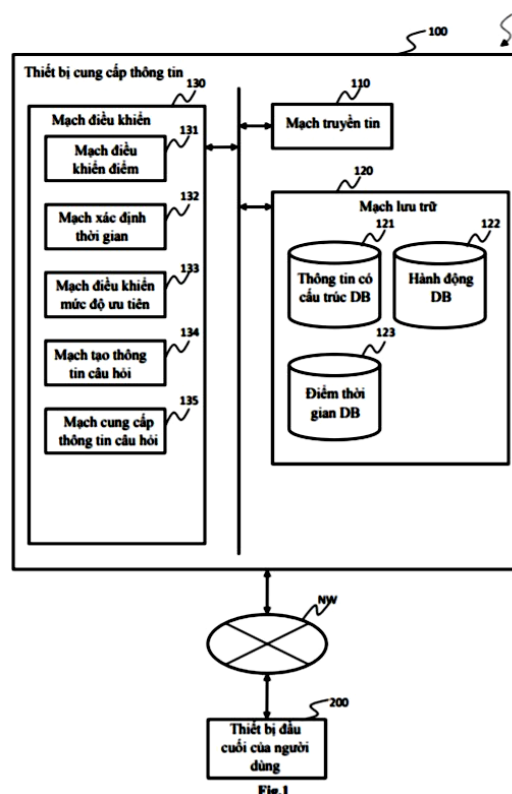 100
Thiết bị cung cấp thông tin
130
Mạch điều khiển
131
Mạch điều
khiển điểm
132
Mạch xác định
thời gian
133
Mạch điều khiển
mức độ ưu tiên
134
Mạch tạo thông
tin câu hỏi
135
Mạch cung cấp
thông tin câu hỏi
110
Mạch truyền tin
120
Mạch lưu trữ
121
Thông tin có
cấu trúc DB
122
Hành động
DB
123
Điểm thời
gian DB
NW
200
Thiết bị đầu
cuối của người
dùng
Fig.1